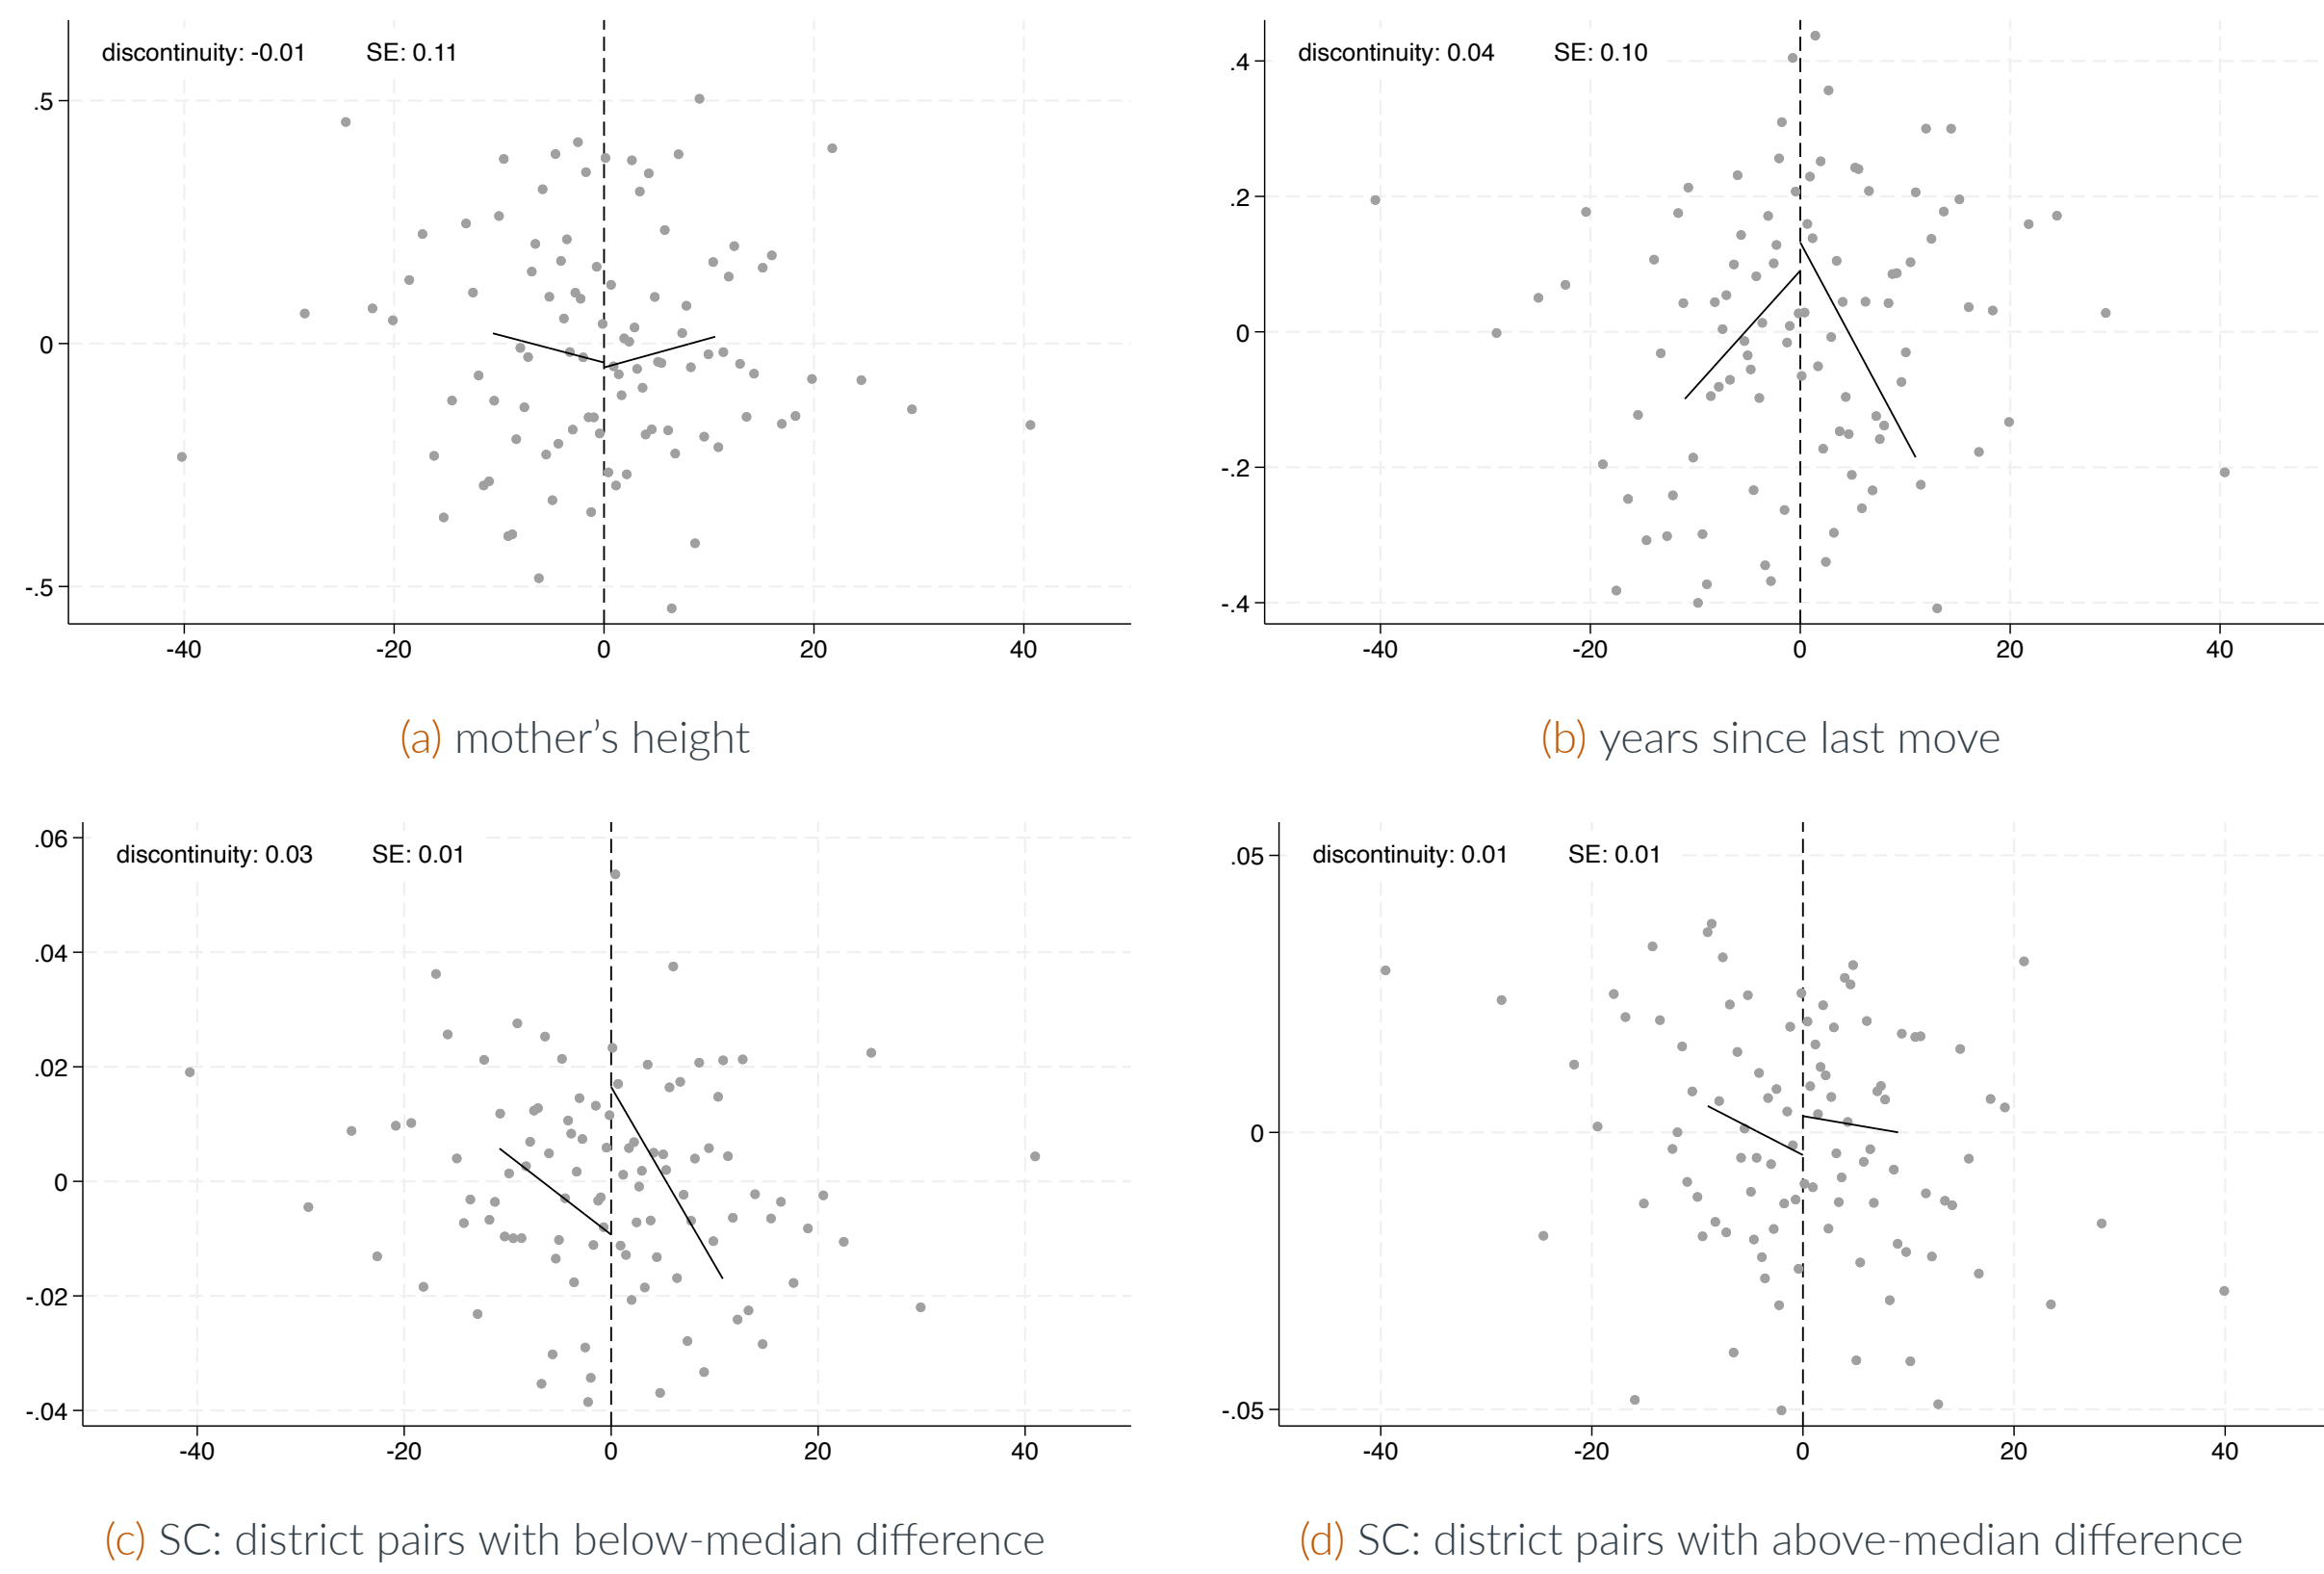 discontinuity: -0.01 SE: 0.11
.5
0
-.5
-40 -20 0 20 40
(a) mother’s height
discontinuity: 0.04 SE: 0.10
.4
.2
0
-.2
-.4
-40 -20 0 20 40
(b) years since last move
discontinuity: 0.03 SE: 0.01
.06
.04
.02
0
-.02
-.04
-40 -20 0 20 40
(c) SC: district pairs with below-median difference
discontinuity: 0.01 SE: 0.01
.05
0
-.05
-40 -20 0 20 40
(d) SC: district pairs with above-median difference